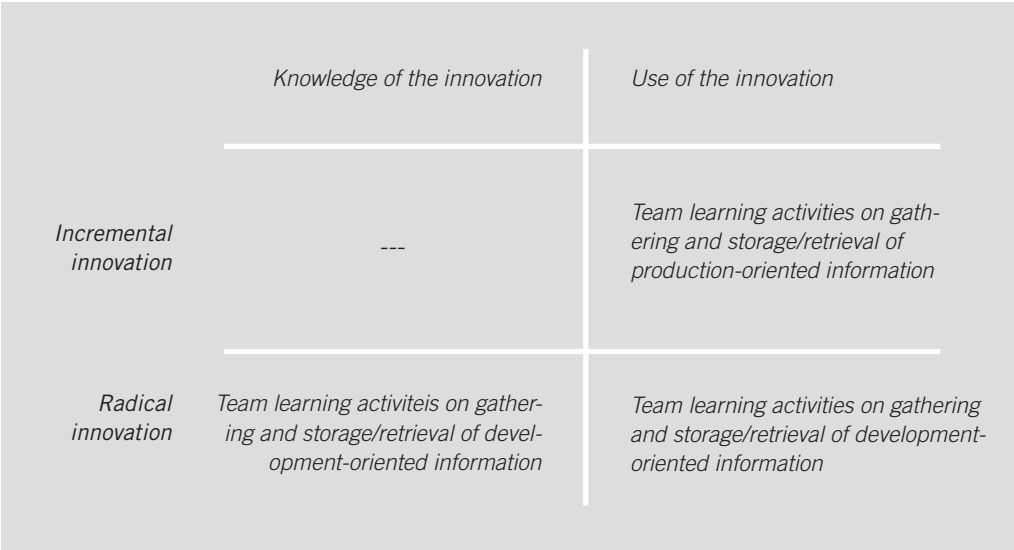 Knowledge of the innovation
Use of the innovation
Incremental
innovation
---
Team learning activities on gath-
ering and storage/retrieval of
production-oriented information
Radical
innovation
Team learning activiteis on gather-
ing and storage/retrieval of devel-
opment-oriented information
Team learning activities on gathering
and storage/retrieval of development-
oriented information